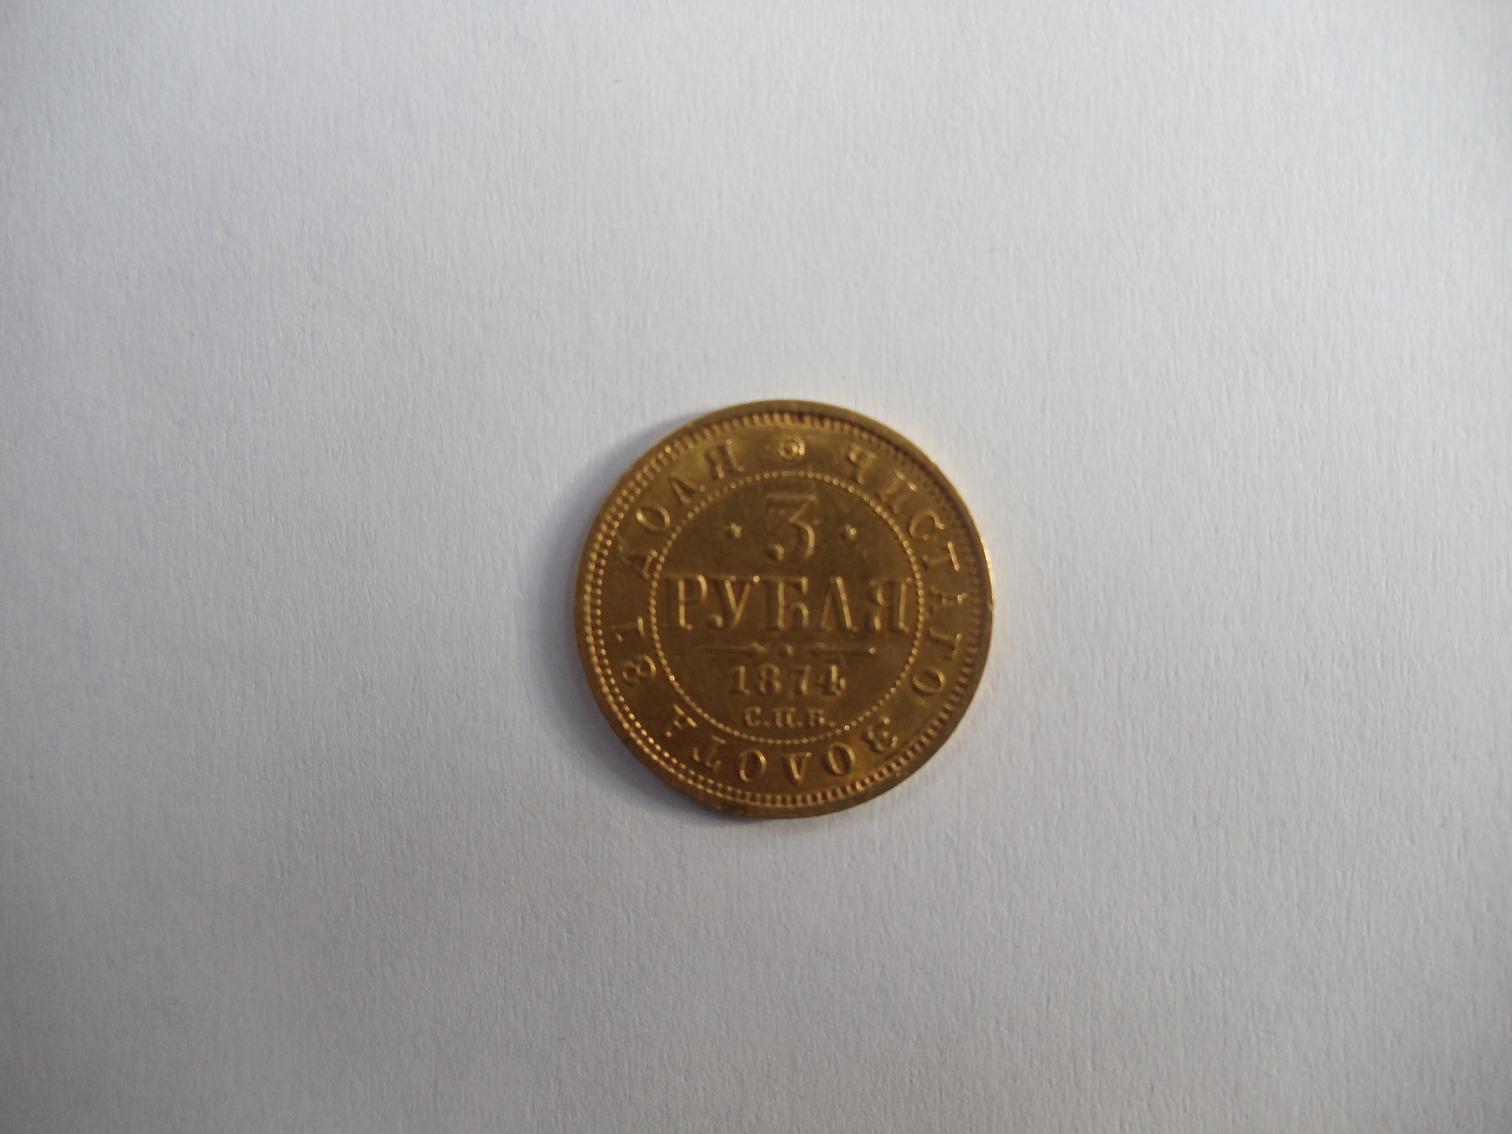 ЧИСТАГО ЗОЛОТА 81 ДОЛЯ
3
РУБЛЯ
1874
С.П.Б.